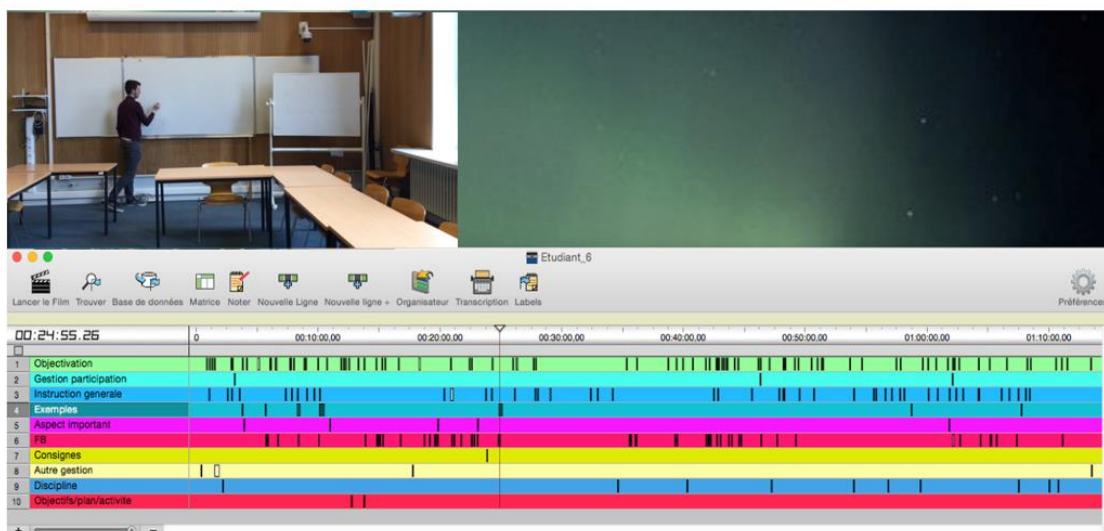 Etudiant_6
Lancer le Film Trouver Base de données Matrice Noter Nouvelle Ligne Nouvelle ligne + Organisateur Transcription Labels Préférences
00:24:55.26 0 00:10:00,00 00:20:00,00 00:30:00,00 00:40:00,00 00:50:00,00 01:00:00,00 01:10:00,00
1 Objectivation
2 Gestion participation
3 Instruction generale
4 Exemples
5 Aspect important
6 FB
7 Consignes
8 Autre gestion
9 Discipline
10 Objectifs/plan/activite